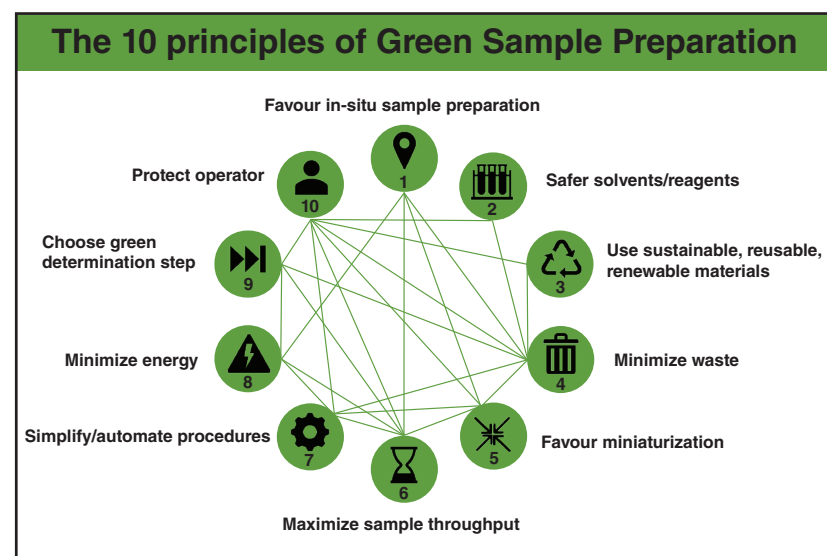 The 10 principles of Green Sample Preparation
Favour in-situ sample preparation
1
Safer solvents/reagents
2
Use sustainable, reusable,
renewable materials
3
Minimize waste
4
Favour miniaturization
5
Maximize sample throughput
6
Simplify/automate procedures
7
Minimize energy
8
Choose green
determination step
9
Protect operator
10